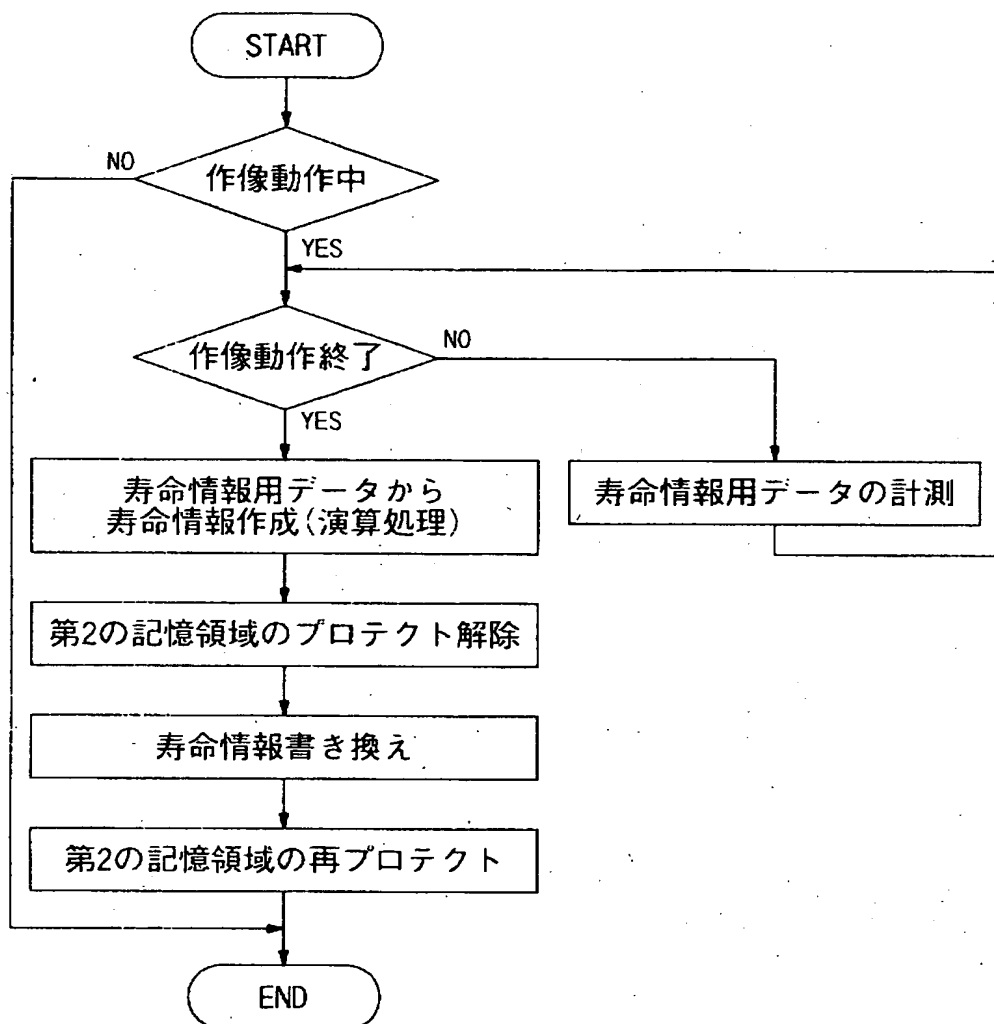 START
NO
作像動作中
YES
作像動作終了
NO
YES
寿命情報用データから
寿命情報作成(演算処理)
寿命情報用データの計測
第2の記憶領域のプロテクト解除
寿命情報書き換え
第2の記憶領域の再プロテクト
END